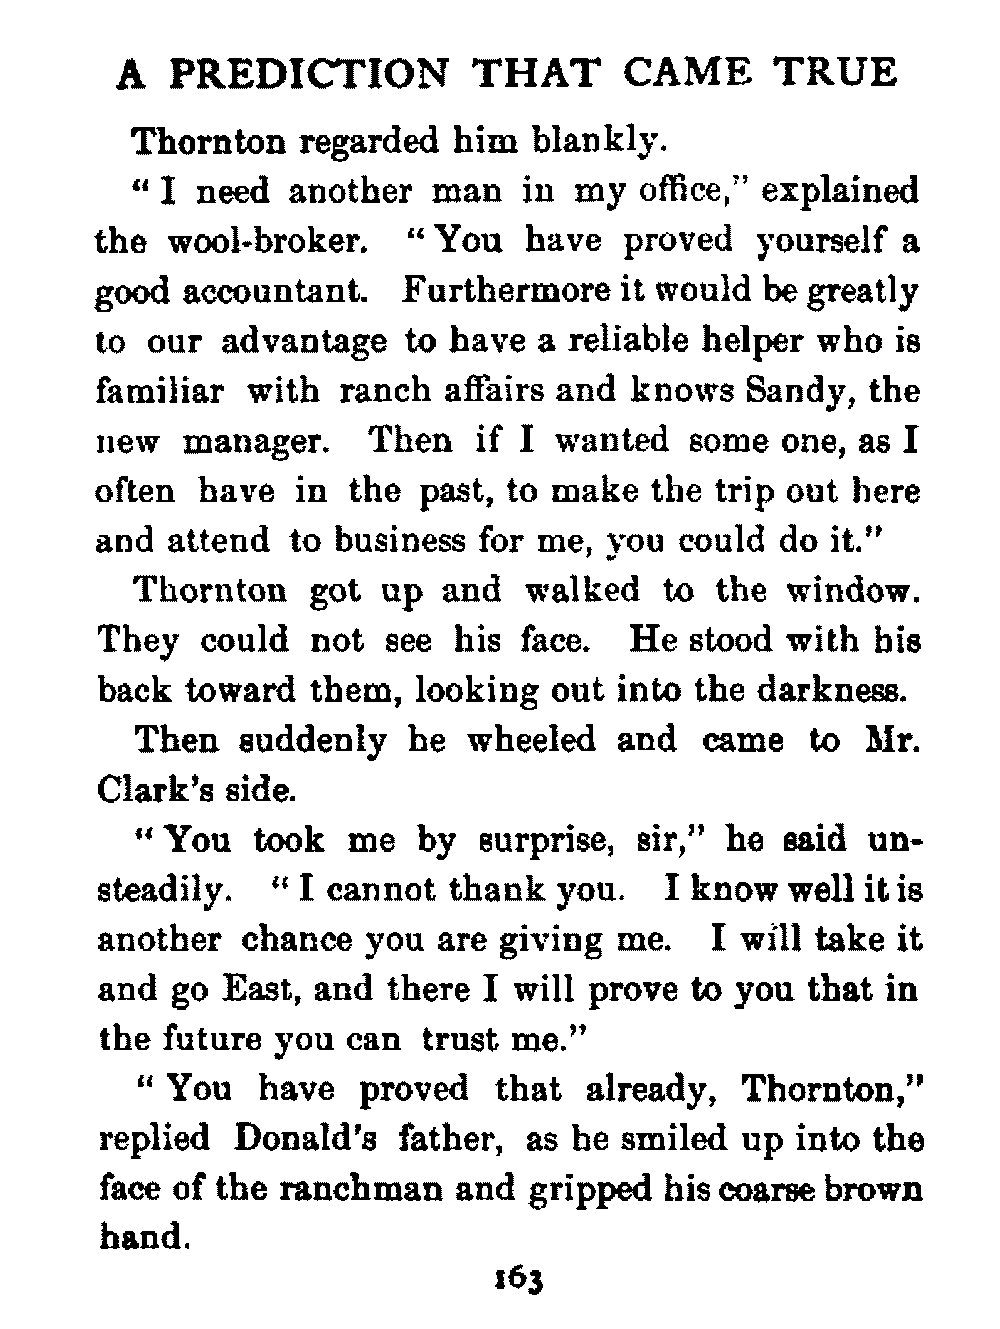 A PREDICTION THAT CAME TRUE
Thornton regarded him blankly.
“ I need another man in my office,” explained
the wool-broker. “ You have proved yourself a
good accountant. Furthermore it would be greatly
to our advantage to have a reliable helper who is
familiar with ranch affairs and knows Sandy, the
new manager. Then if I wanted some one, as I
often have in the past, to make the trip out here
and attend to business for me, you could do it.”
Thornton got up and walked to the window.
They could not see his face. He stood with his
back toward them, looking out into the darkness.
Then suddenly he wheeled and came to Mr.
Clark’s side.
“ You took me by surprise, sir,” he said un-
steadily. “ I cannot thank you. I know well it is
another chance you are giving me. I will take it
and go East, and there I will prove to you that in
the future you can trust me.”
“ You have proved that already, Thornton,”
replied Donald’s father, as he smiled up into the
face of the ranchman and gripped his coarse brown
hand.
163